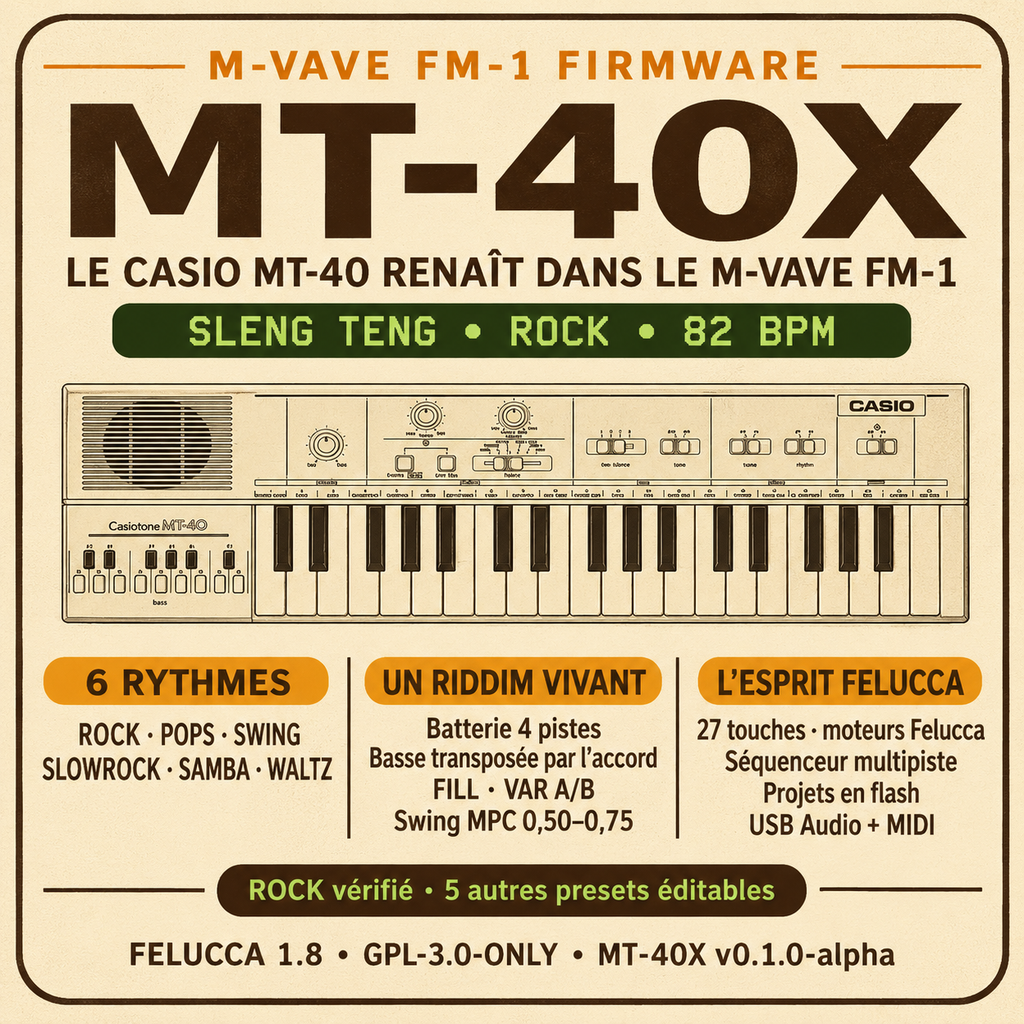 M-VAVE FM-1 FIRMWARE
MT-40X
LE CASIO MT-40 RENAÎT DANS LE M-VAVE FM-1
SLENG TENG • ROCK • 82 BPM
CASIO
tone
rhythm
Casiotone MT-40
bass
6 RYTHMES
ROCK · POPS · SWING
SLOWROCK · SAMBA · WALTZ
UN RIDDIM VIVANT
Batterie 4 pistes
Basse transposée par l'accord
FILL · VAR A/B
Swing MPC 0,50–0,75
L'ESPRIT FELUCCA
27 touches · moteurs Felucca
Séquenceur multipiste
Projets en flash
USB Audio + MIDI
ROCK vérifié · 5 autres presets éditables
FELUCCA 1.8 • GPL-3.0-ONLY • MT-40X v0.1.0-alpha